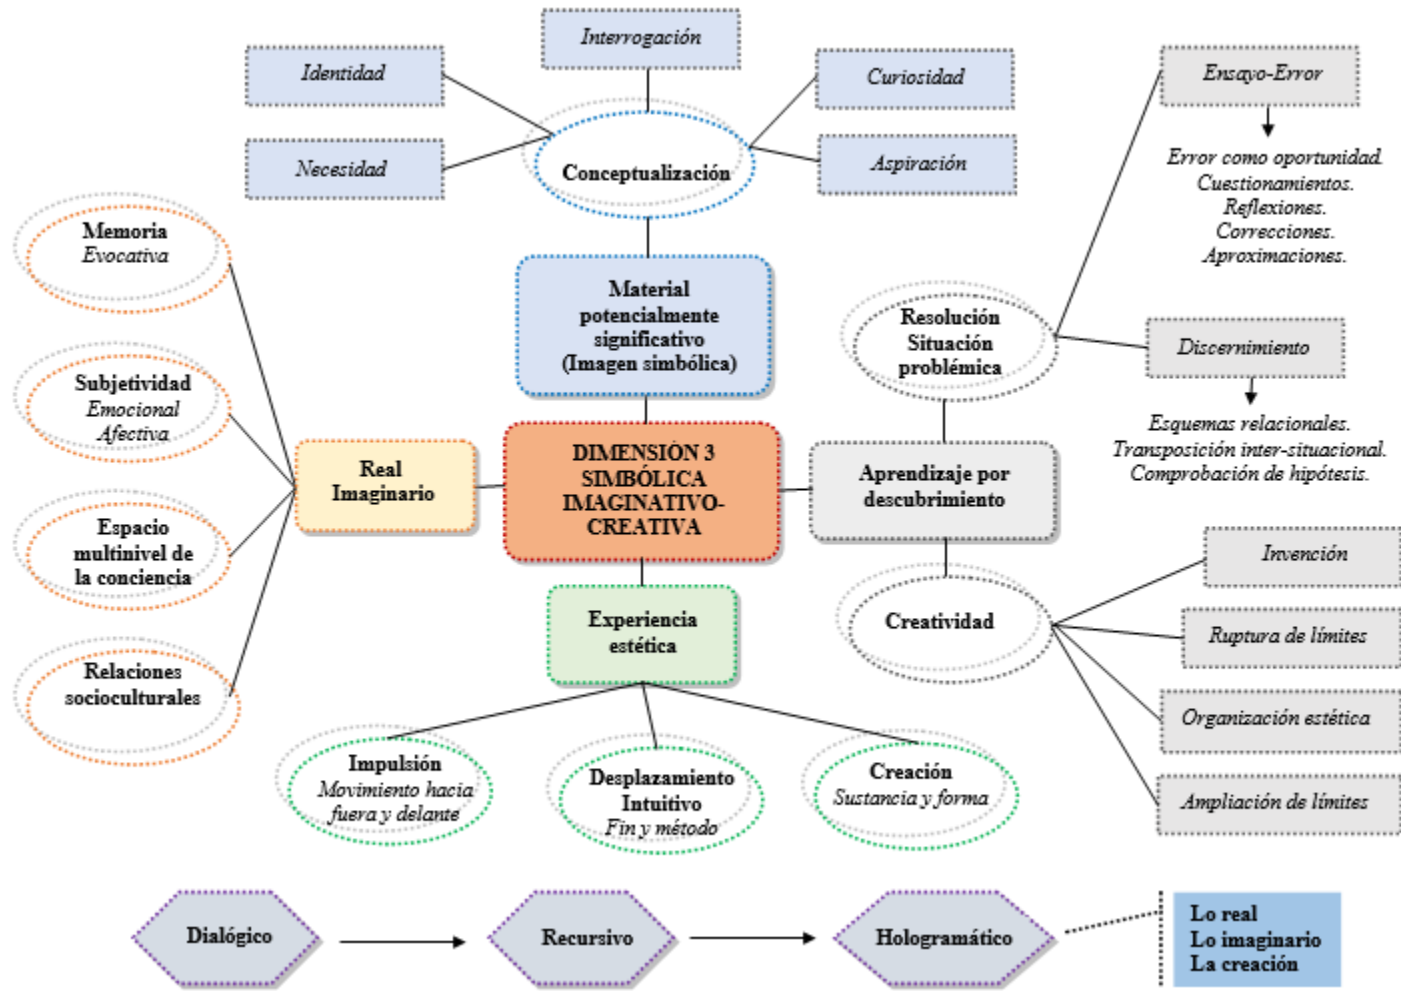 Interrogación
Identidad
Curiosidad
Necesidad
Aspiración
Conceptualización
Ensayo-Error
Error como oportunidad.
Cuestionamientos.
Reflexiones.
Correcciones.
Aproximaciones.
Memoria
Evocativa
Material
potencialmente
significativo
(Imagen simbólica)
Resolución
Situación
problémica
Discernimiento
Esquemas relacionales.
Transposición inter-situacional.
Comprobación de hipótesis.
Subjetividad
Emocional
Afectiva
Real
Imaginario
DIMENSIÓN 3
SIMBÓLICA
IMAGINATIVO-
CREATIVA
Aprendizaje por
descubrimiento
Espacio
multinivel de
la conciencia
Relaciones
socioculturales
Experiencia
estética
Creatividad
Invención
Ruptura de límites
Organización estética
Ampliación de límites
Impulsión
Movimiento hacia
fuera y delante
Desplazamiento
Intuitivo
Fin y método
Creación
Sustancia y forma
Dialógico
Recursivo
Hologramático
Lo real
Lo imaginario
La creación